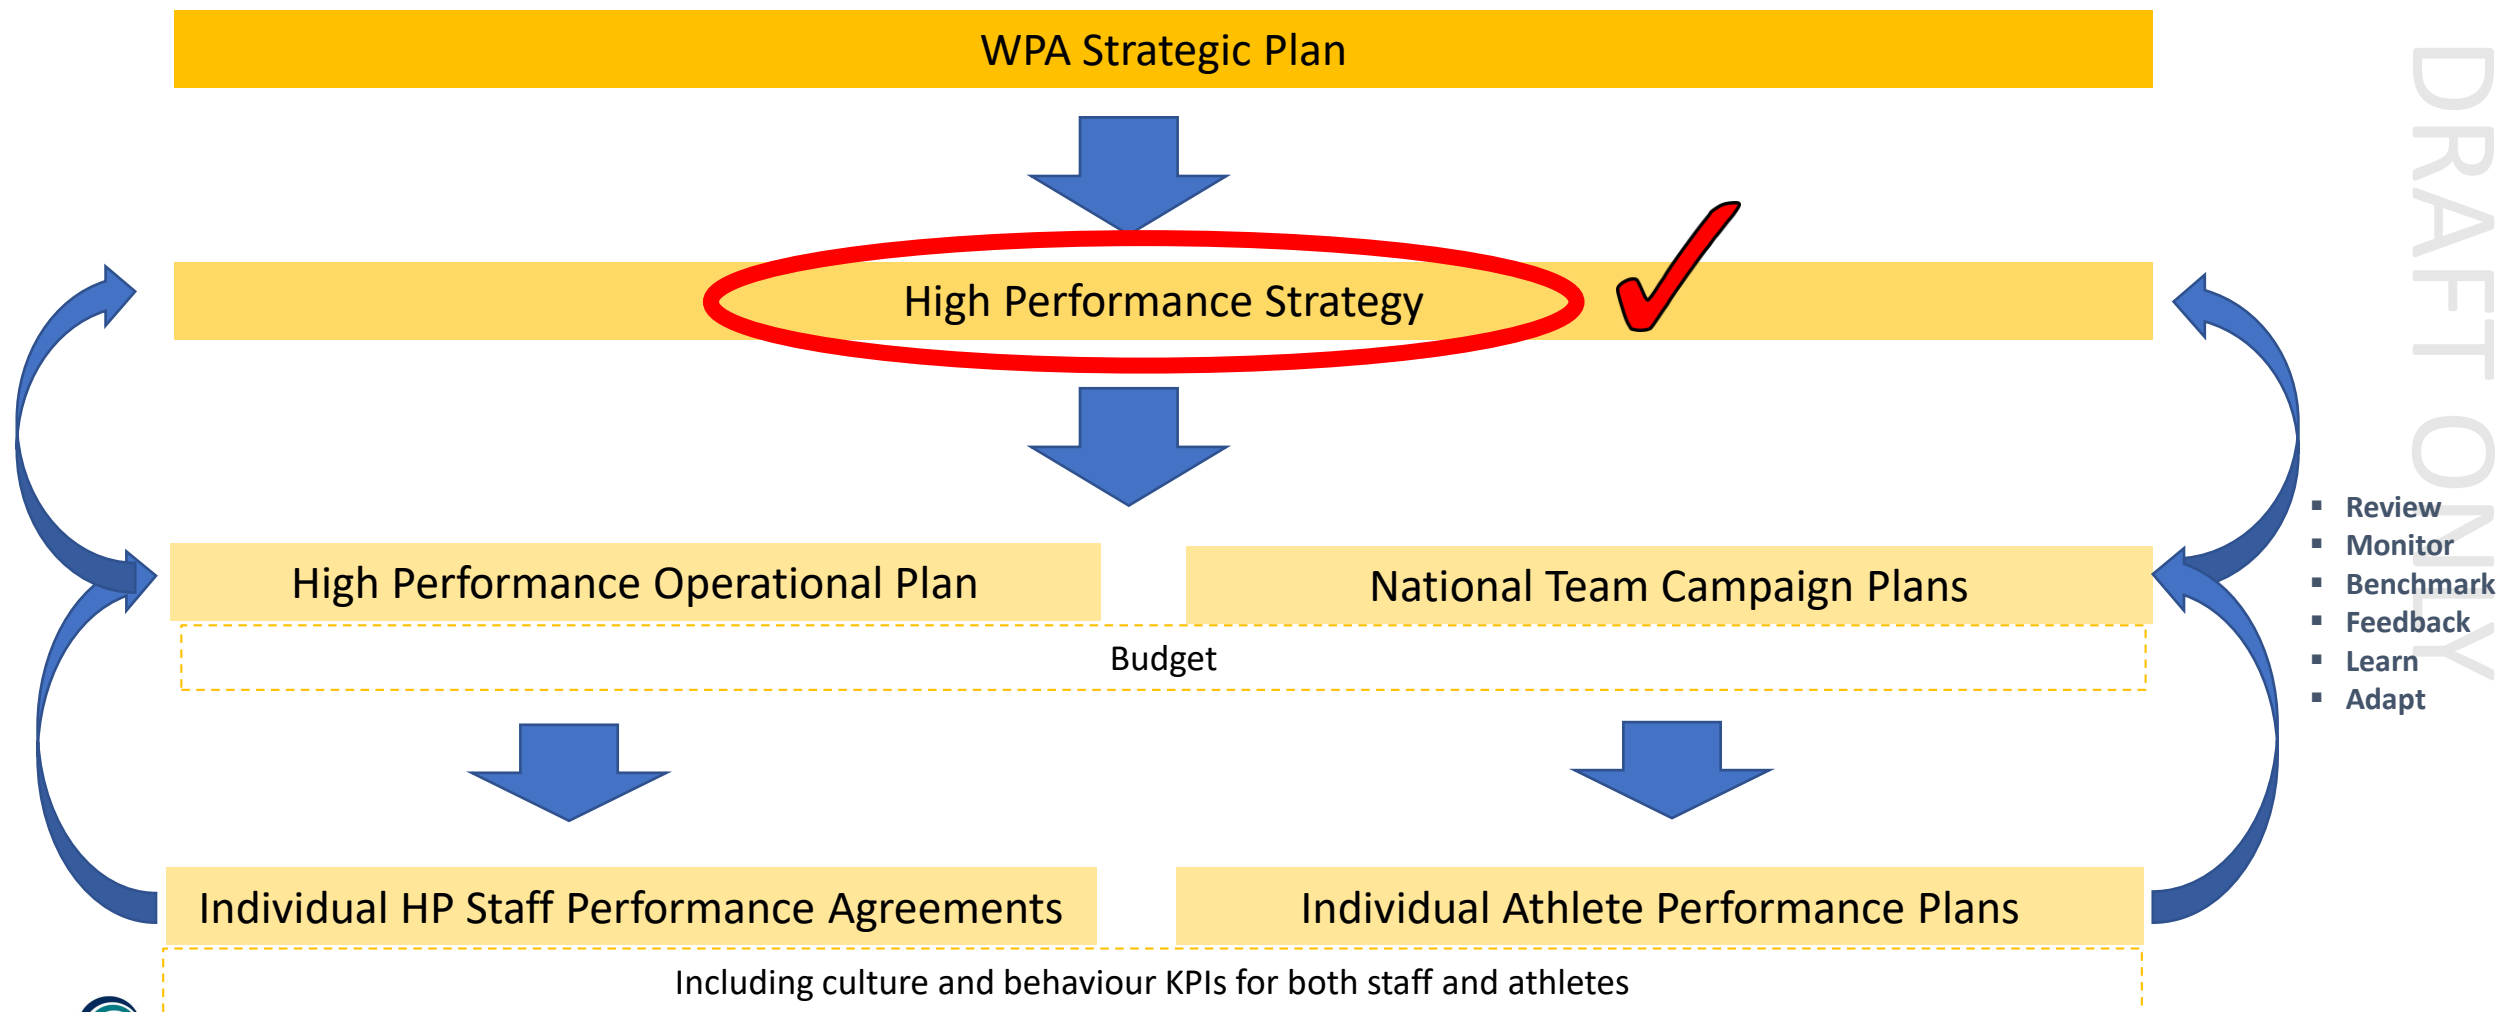 WPA Strategic Plan
High Performance Strategy
High Performance Operational Plan
National Team Campaign Plans
Budget
Individual HP Staff Performance Agreements
Individual Athlete Performance Plans
Including culture and behaviour KPIs for both staff and athletes
▪ Review
▪ Monitor
▪ Benchmark
▪ Feedback
▪ Learn
▪ Adapt
DRAFT ONLY